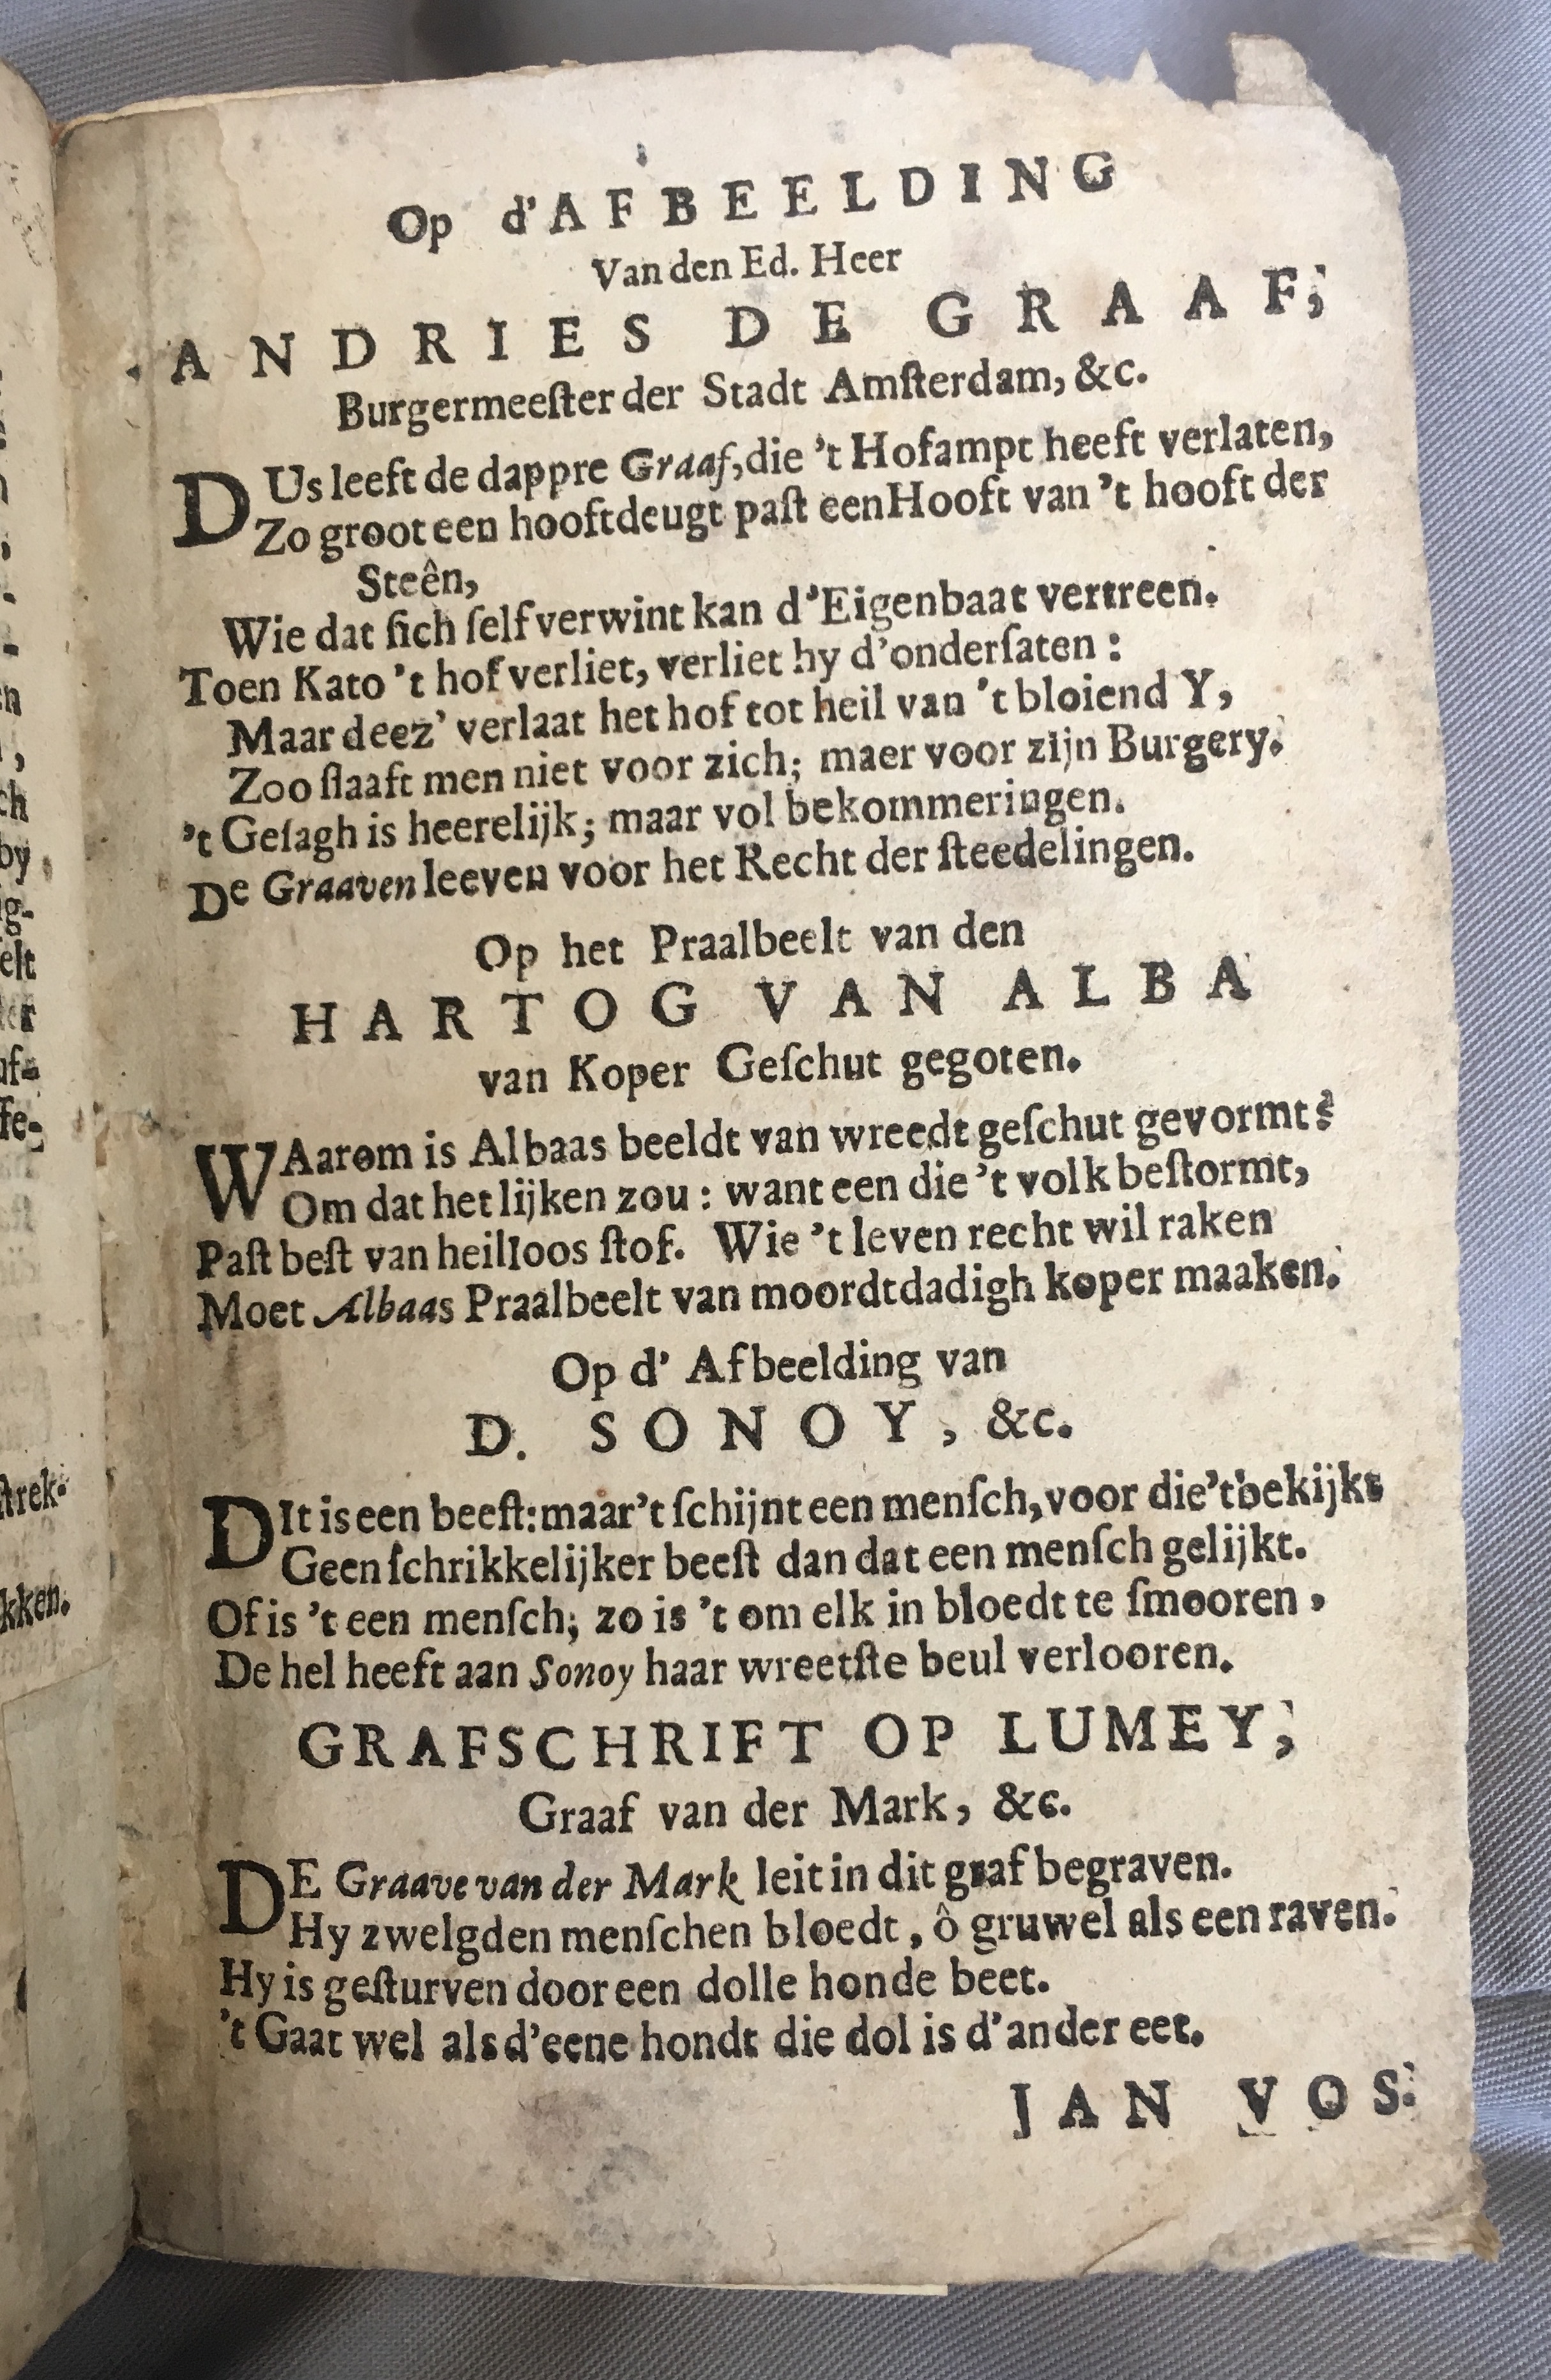 Op d'AFBEELDING
Van den Ed. Heer
ANDRIES DE GRAAF,
Burgermeeſter der Stadt Amſterdam, &c.
DUs leeft de dappre Graaf, die 't Hofampt heeft verlaten,
Zo groot een hooftdeugt paſt een Hooft van 't hooft der
Steên,
Wie dat ſich ſelf verwint kan d'Eigenbaat vertreen.
Toen Kato 't hof verliet, verliet hy d'onderſaten:
Maar deez' verlaat het hof tot heil van 't bloiend Y,
Zoo ſlaaft men niet voor zich; maer voor zijn Burgery.
't Geſagh is heerelijk; maar vol bekommeringen.
De Graaven leeven voor het Recht der ſteedelingen.
Op het Praalbeelt van den
HARTOG VAN ALBA
van Koper Geſchut gegoten.
WAarom is Albaas beeldt van wreedt geſchut gevormt?
Om dat het lijken zou: want een die 't volk beſtormt,
Paſt beſt van heilloos ſtof. Wie 't leven recht wil raken
Moet Albaas Praalbeelt van moordtdadigh koper maaken.
Op d' Afbeelding van
D. SONOY, &c.
DIt is een beeſt: maar 't ſchijnt een menſch, voor die 't bekijkt
Geen ſchrikkelijker beeſt dan dat een menſch gelijkt.
Of is 't een menſch; zo is 't om elk in bloedt te ſmooren,
De hel heeft aan Sonoy haar wreetſte beul verlooren.
GRAFSCHRIFT OP LUMEY,
Graaf van der Mark, &c.
DE Graave van der Mark leit in dit graf begraven.
Hy zwelgden menſchen bloedt, ô gruwel als een raven.
Hy is geſturven door een dolle honde beet.
't Gaat wel als d'eene hondt die dol is d'ander eet.
JAN VOS.